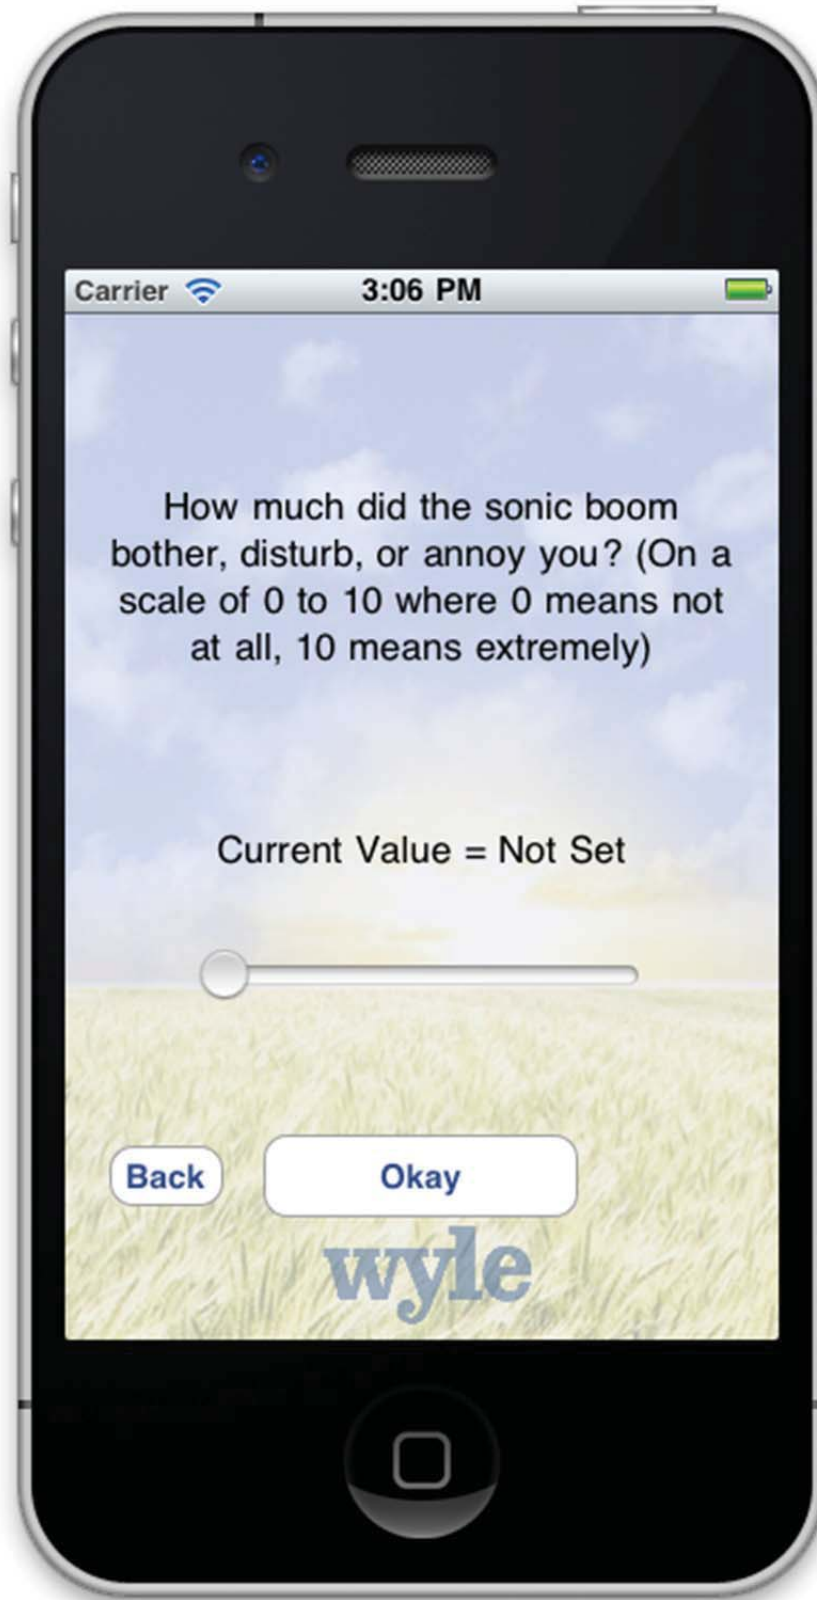 Carrier 3:06 PM
How much did the sonic boom
bother, disturb, or annoy you? (On a
scale of 0 to 10 where 0 means not
at all, 10 means extremely)
Current Value = Not Set
Back Okay
wyle